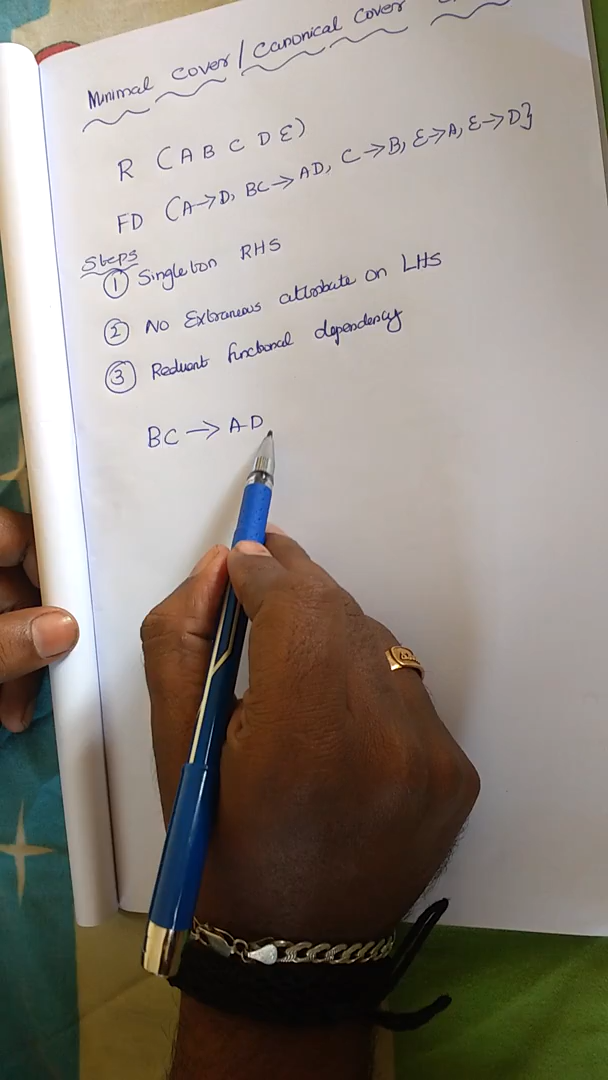 Minimal cover / Canonical Cover
R (A B C D E)
FD (A→D, BC→AD, C→B, E→A, E→D}
Steps
① Singleton RHS
② No Extraneous attribute on LHS
③ Reduant functional dependency
BC → AD